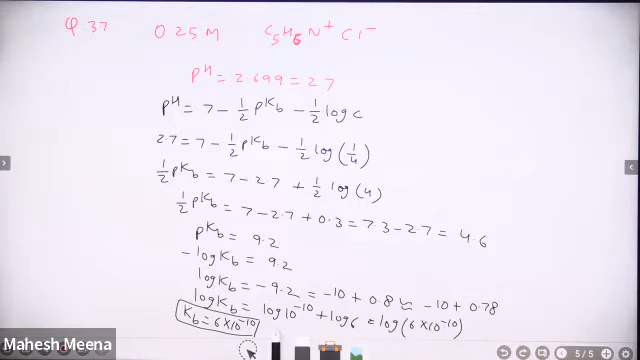 Q.37 0.25 M C5H6N+Cl-
pH = 2.699 = 2.7
pH = 7 - 1/2 pKb - 1/2 log c
2.7 = 7 - 1/2 pKb - 1/2 log (1/4)
1/2 pKb = 7 - 2.7 + 1/2 log (4)
1/2 pKb = 7 - 2.7 + 0.3 = 7.3 - 2.7 = 4.6
pKb = 9.2
- log Kb = 9.2
log Kb = -9.2 = -10 + 0.8 ≈ -10 + 0.78
log Kb = log 10^-10 + log 6 = log (6 × 10^-10)
Kb = 6 × 10^-10
Mahesh Meena
5 / 5